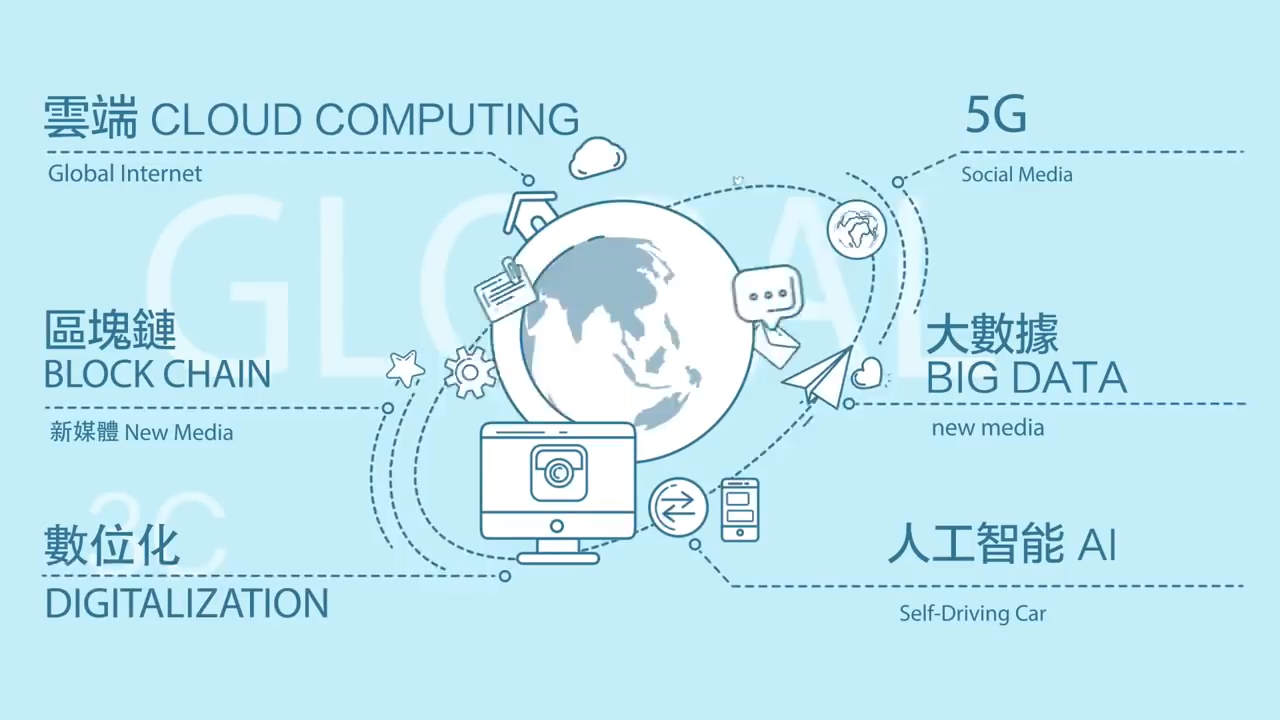 雲端 CLOUD COMPUTING
Global Internet
5G
Social Media
GLOBAL
區塊鏈
BLOCK CHAIN
新媒體 New Media
大數據
BIG DATA
new media
3C
數位化
DIGITALIZATION
人工智能 AI
Self-Driving Car